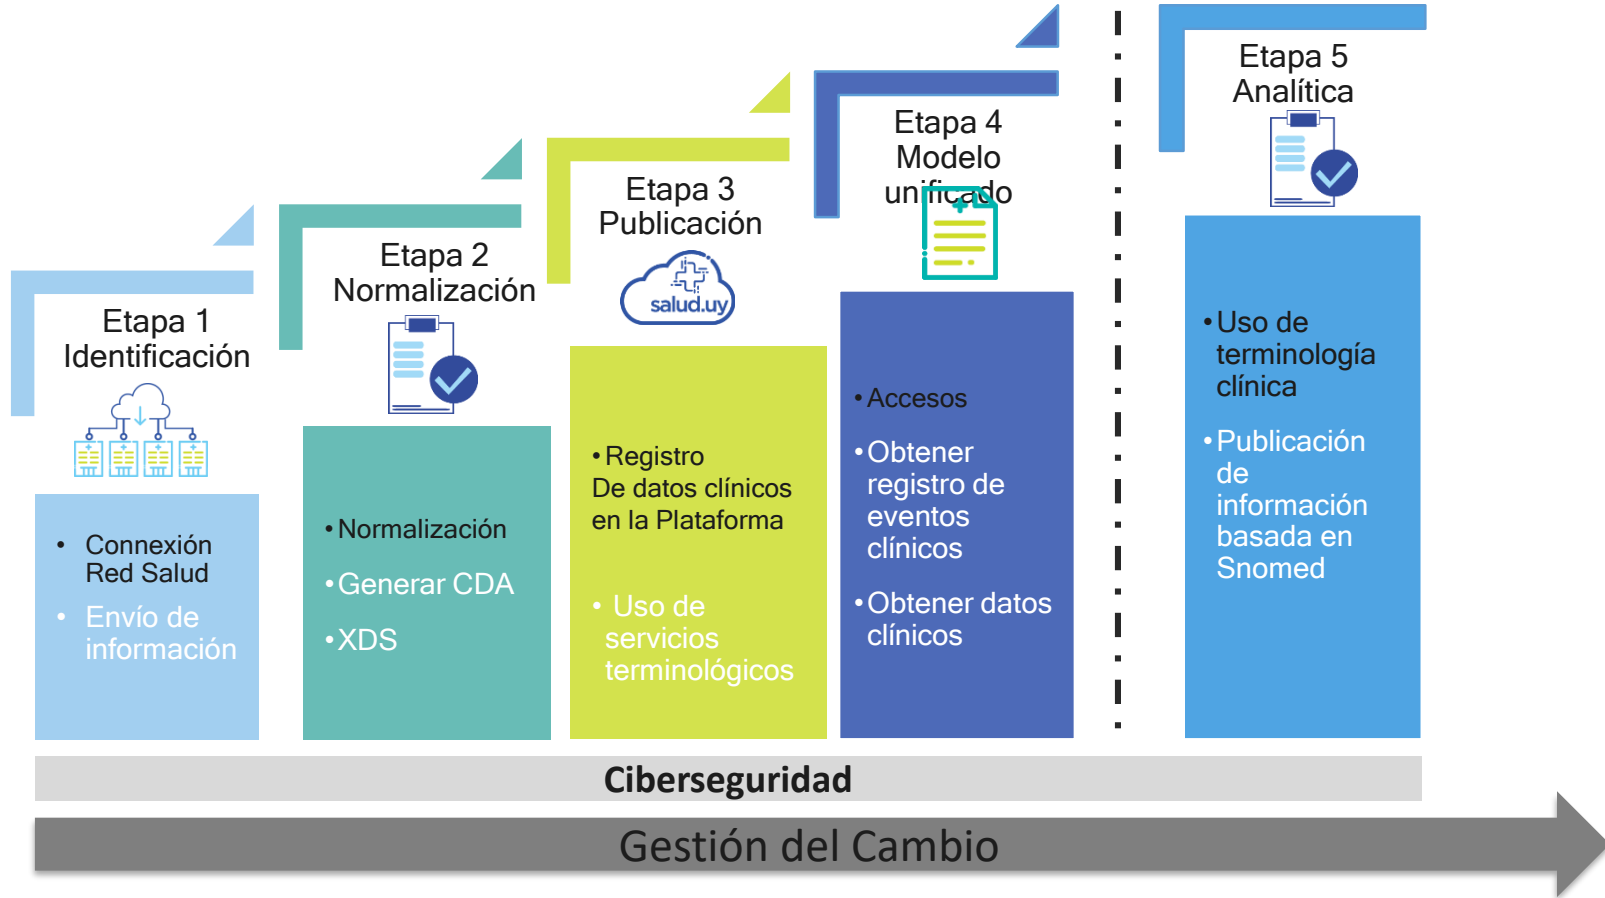 Etapa 1
Identificación
• Connexión
Red Salud
• Envío de
información
Etapa 2
Normalización
• Normalización
• Generar CDA
• XDS
Etapa 3
Publicación
salud.uy
• Registro
De datos clínicos
en la Plataforma
• Uso de
servicios
terminológicos
Etapa 4
Modelo
unificado
• Accesos
• Obtener
registro de
eventos
clínicos
• Obtener datos
clínicos
Etapa 5
Analítica
• Uso de
terminología
clínica
• Publicación
de
información
basada en
Snomed
Ciberseguridad
Gestión del Cambio